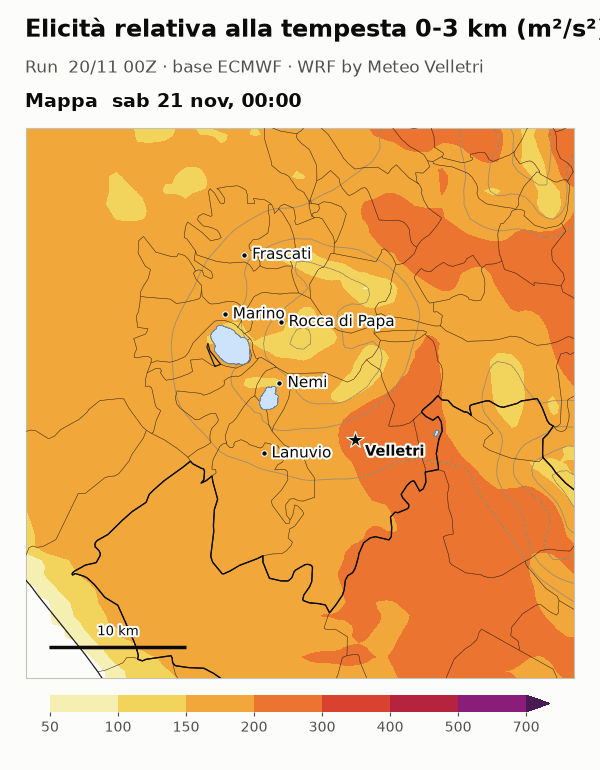 Elicità relativa alla tempesta 0-3 km (m²/s²)
Run  20/11 00Z · base ECMWF · WRF by Meteo Velletri
Mappa  sab 21 nov, 00:00
Frascati
Marino
Rocca di Papa
Nemi
Velletri
Lanuvio
10 km
50 100 150 200 300 400 500 700